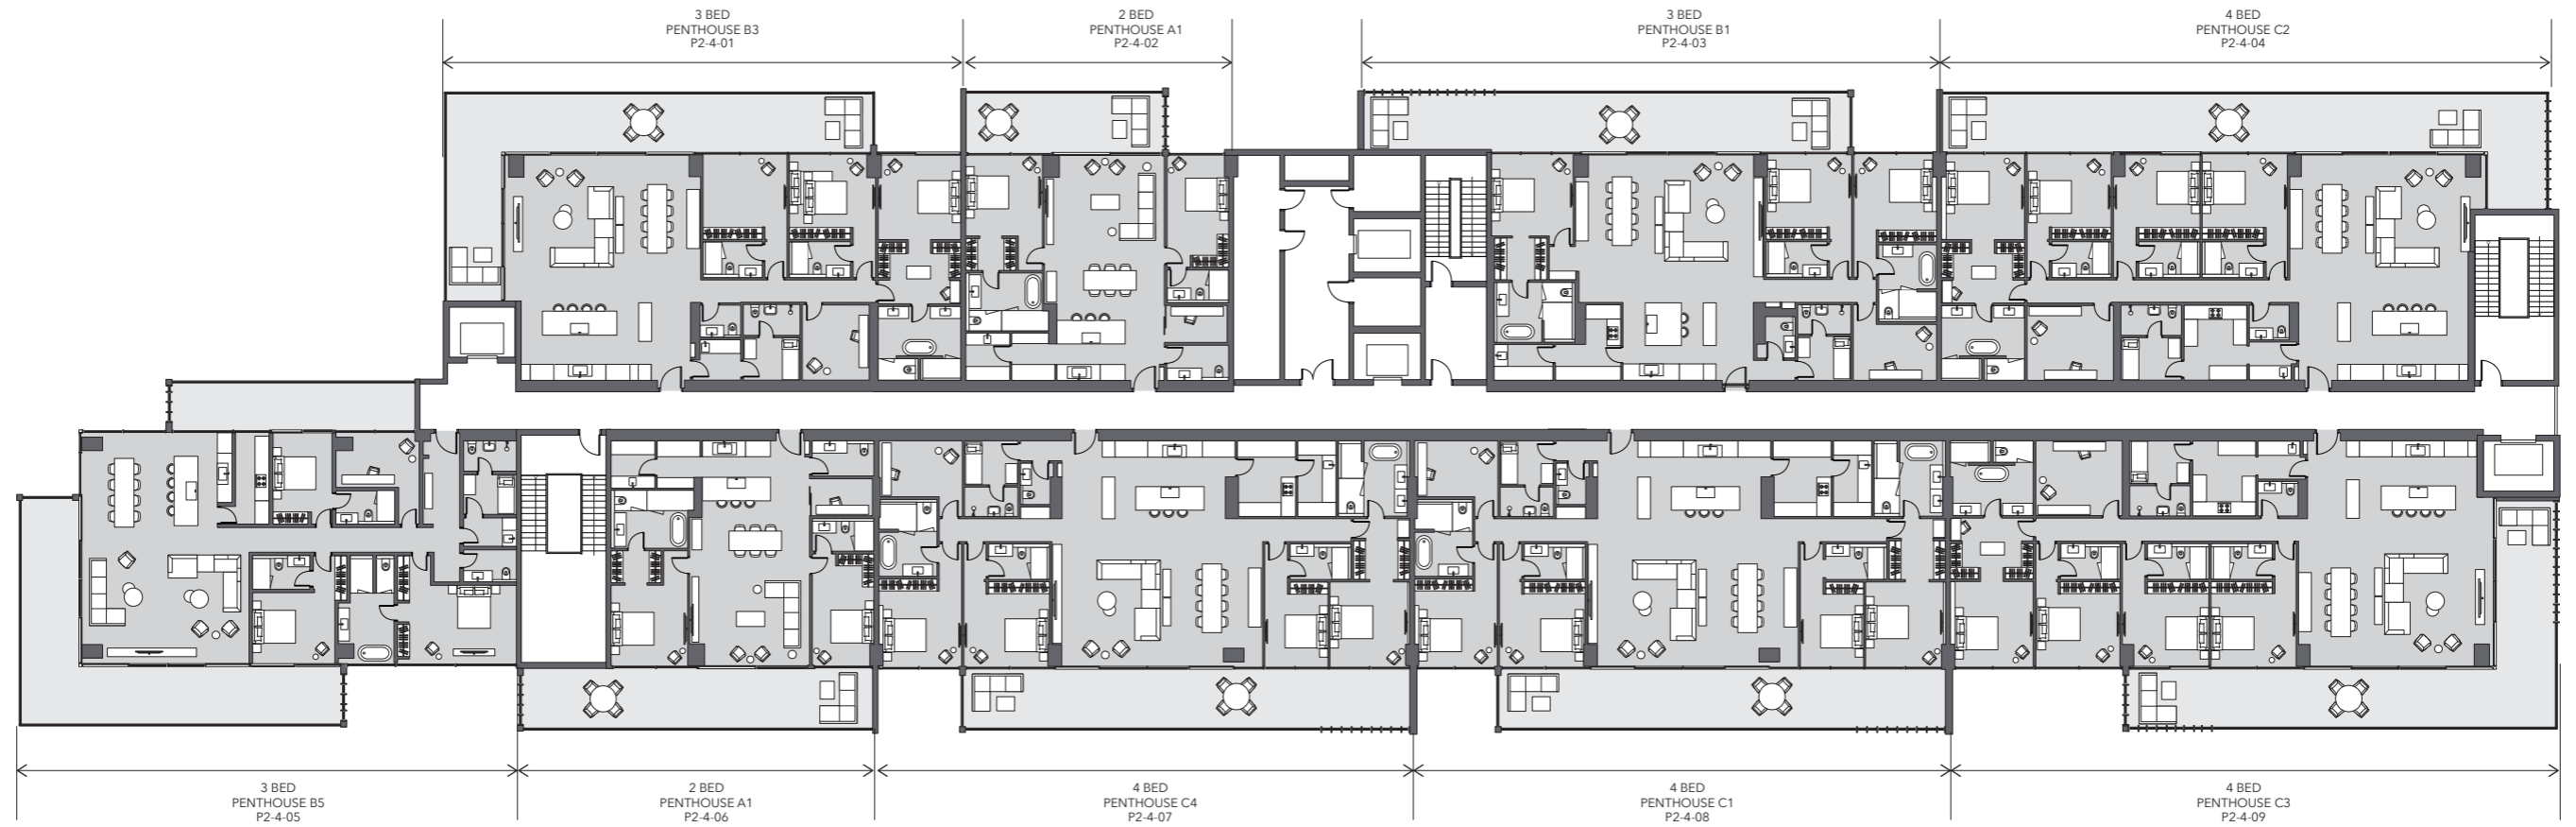 3 BED
PENTHOUSE B3
P2-4-01
2 BED
PENTHOUSE A1
P2-4-02
3 BED
PENTHOUSE B1
P2-4-03
4 BED
PENTHOUSE C2
P2-4-04
3 BED
PENTHOUSE B5
P2-4-05
2 BED
PENTHOUSE A1
P2-4-06
4 BED
PENTHOUSE C4
P2-4-07
4 BED
PENTHOUSE C1
P2-4-08
4 BED
PENTHOUSE C3
P2-4-09